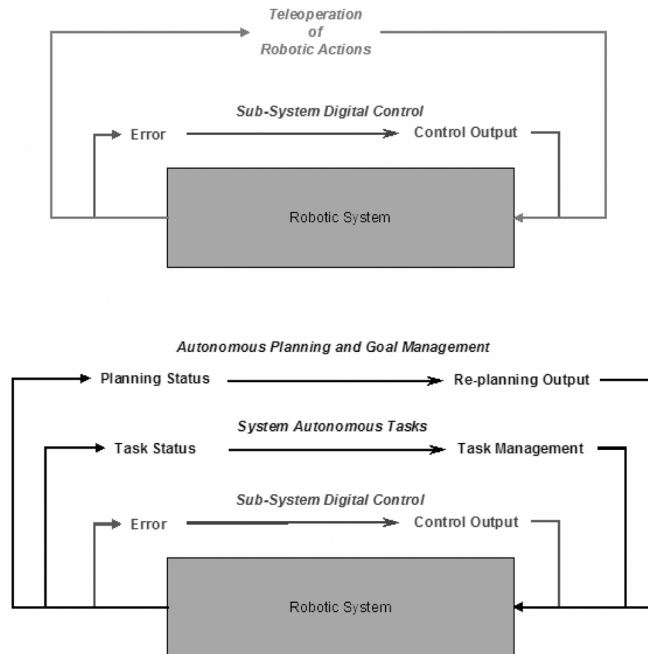 Teleoperation
of
Robotic Actions
Sub-System Digital Control
Error
Control Output
Robotic System
Autonomous Planning and Goal Management
Planning Status
Re-planning Output
System Autonomous Tasks
Task Status
Task Management
Sub-System Digital Control
Error
Control Output
Robotic System